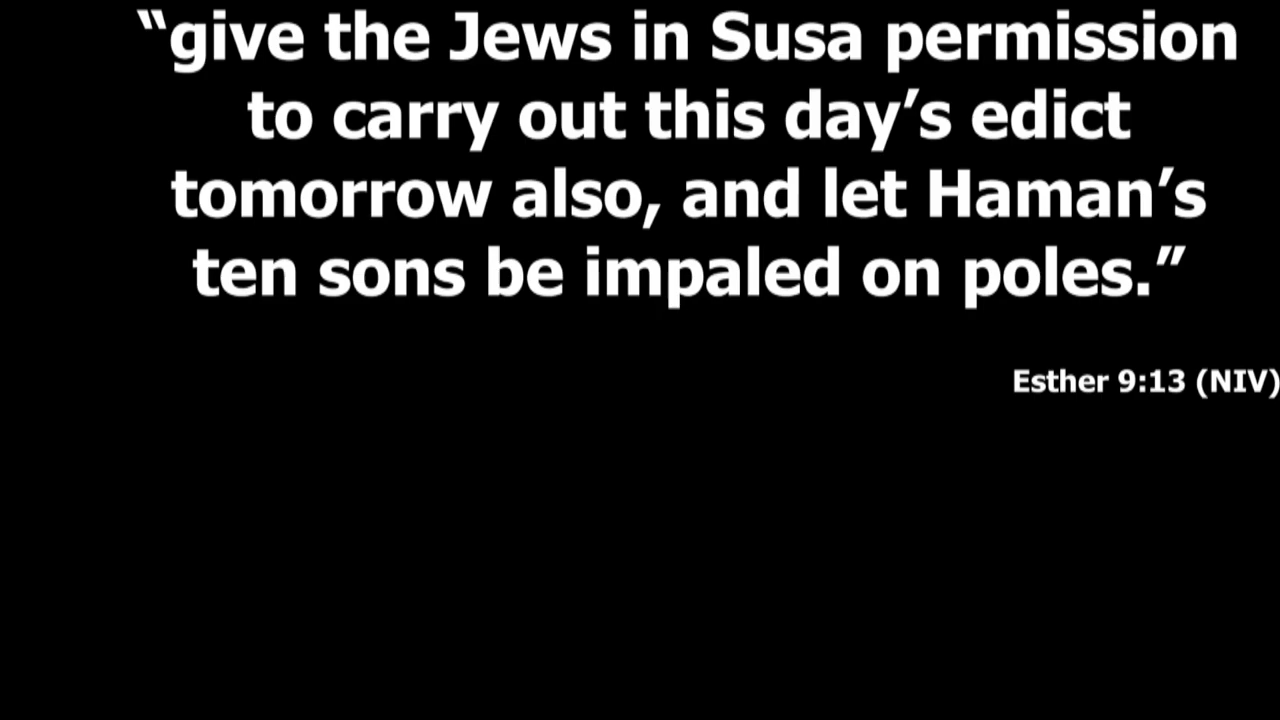 “give the Jews in Susa permission
to carry out this day’s edict
tomorrow also, and let Haman’s
ten sons be impaled on poles.”
Esther 9:13 (NIV)